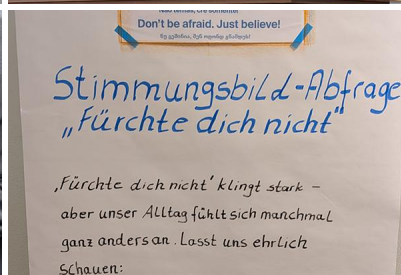 Don't be afraid. Just believe!
Stimmungsbild-Abfrage
„Fürchte dich nicht"
‚Fürchte dich nicht' klingt stark –
aber unser Alltag fühlt sich manchmal
ganz anders an. Lasst uns ehrlich
schauen: